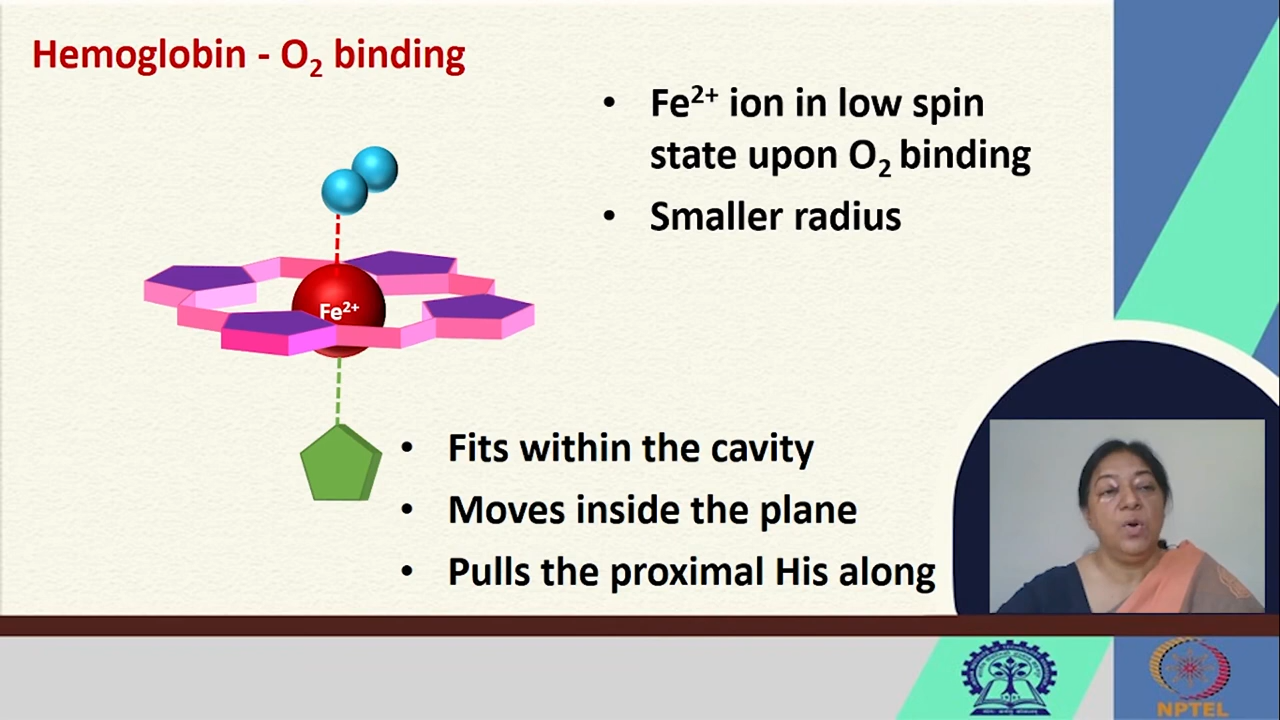 Hemoglobin - O₂ binding
• Fe²⁺ ion in low spin
state upon O₂ binding
• Smaller radius
Fe²⁺
• Fits within the cavity
• Moves inside the plane
• Pulls the proximal His along
NPTEL